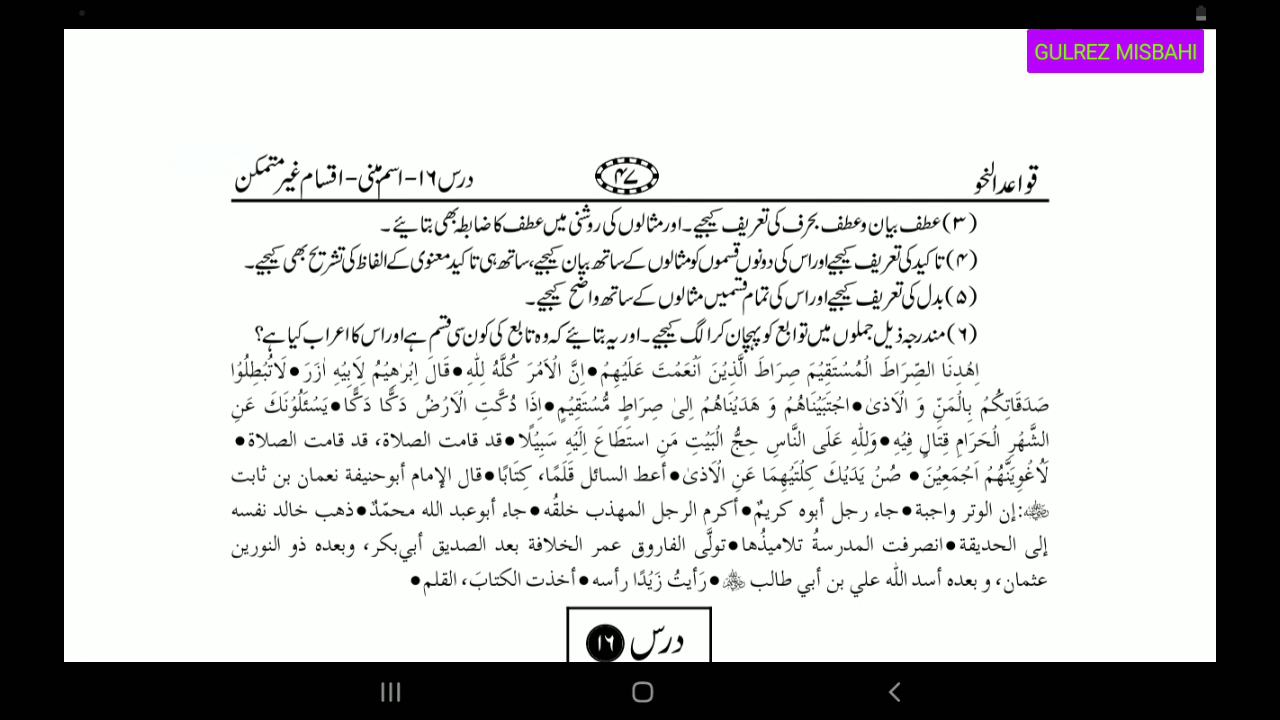 GULREZ MISBAHI
قواعد النحو ۴۷ درس ۱۶-اسم مبنی-اقسام غیر متمکن
(۳) عطف بیان و عطف بحرف کی تعریف کیجیے۔ اور مثالوں کی روشنی میں عطف کا ضابطہ بھی بتائیے۔
(۴) تاکید کی تعریف کیجیے اور اس کی دونوں قسموں کو مثالوں کے ساتھ بیان کیجیے، ساتھ ہی تاکید معنوی کے الفاظ کی تشریح بھی کیجیے۔
(۵) بدل کی تعریف کیجیے اور اس کی تمام قسمیں مثالوں کے ساتھ واضح کیجیے۔
(۶) مندرجہ ذیل جملوں میں توابع کو پہچان کر الگ کیجیے۔ اور یہ بتائیے کہ وہ تابع کی کون سی قسم ہے اور اس کا اعراب کیا ہے؟
اِهْدِنَا الصِّرَاطَ الْمُسْتَقِيْمَ صِرَاطَ الَّذِيْنَ اَنْعَمْتَ عَلَيْهِمْ●اِنَّ الْاَمْرَ كُلَّهٗ لِلّٰهِ●قَالَ اِبْرٰهِيْمُ لِاَبِيْهِ اٰزَرَ●لَاتُبْطِلُوْا
صَدَقَاتِكُمْ بِالْمَنِّ وَ الْاَذىٰ●اجْتَبَيْنَاهُمْ وَ هَدَيْنَاهُمْ اِلىٰ صِرَاطٍ مُّسْتَقِيْمٍ●اِذَا دُكَّتِ الْاَرْضُ دَكًّا دَكًّا●يَسْئَلُوْنَكَ عَنِ
الشَّهْرِ الْحَرَامِ قِتَالٍ فِيْهِ●وَلِلّٰهِ عَلَى النَّاسِ حِجُّ الْبَيْتِ مَنِ اسْتَطَاعَ اِلَيْهِ سَبِيْلًا●قد قامت الصلاة، قد قامت الصلاة●
لَاُغْوِيَنَّهُمْ اَجْمَعِيْنَ● صُنْ يَدَيْكَ كِلْتَيْهِمَا عَنِ الْاَذىٰ●أعط السائل قَلَمًا، كِتَابًا●قال الإمام أبوحنيفة نعمان بن ثابت
:إن الوتر واجبة●جاء رجل أبوه كريمٌ●أكرم الرجل المهذب خلقُه●جاء أبوعبد الله محمّدٌ●ذهب خالد نفسه
إلى الحديقة●انصرفت المدرسةُ تلاميذُها●تولَّى الفاروق عمر الخلافة بعد الصديق أبي‌بكر، وبعده ذو النورين
عثمان، و بعده أسد الله علي بن أبي طالب ●رَأيتُ زَيْدًا رأسه●أخذت الكتابَ، القلم●
درس ۱۶